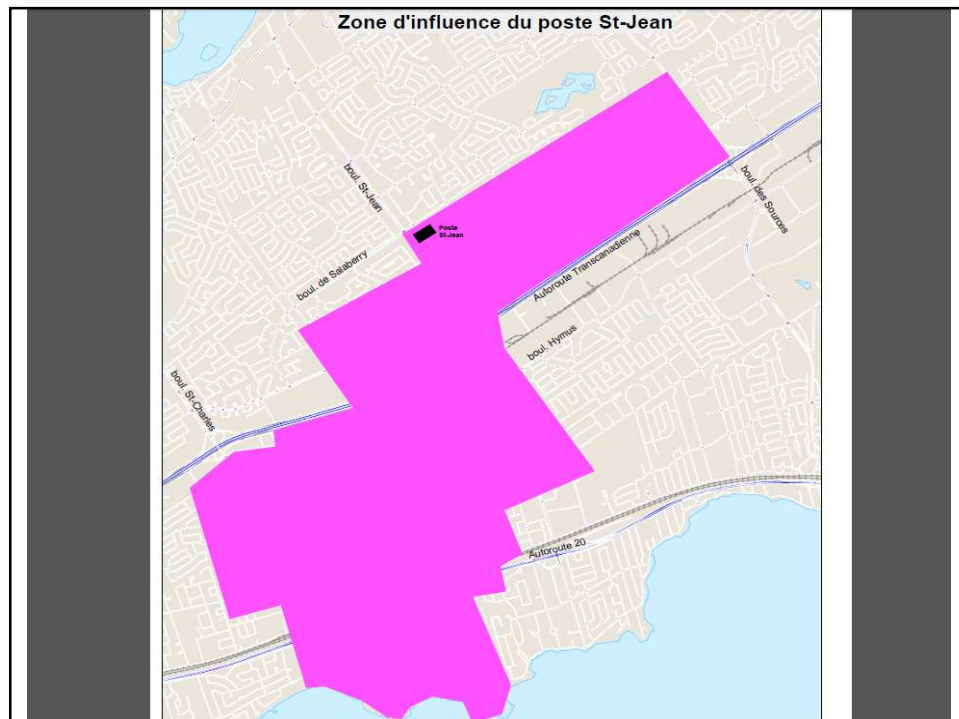 Zone d'influence du poste St-Jean
boul. St-Jean
boul. des Sources
Poste
St-Jean
boul. de Salaberry
Autoroute Transcanadienne
boul. Hymus
boul. St-Charles
Autoroute 20